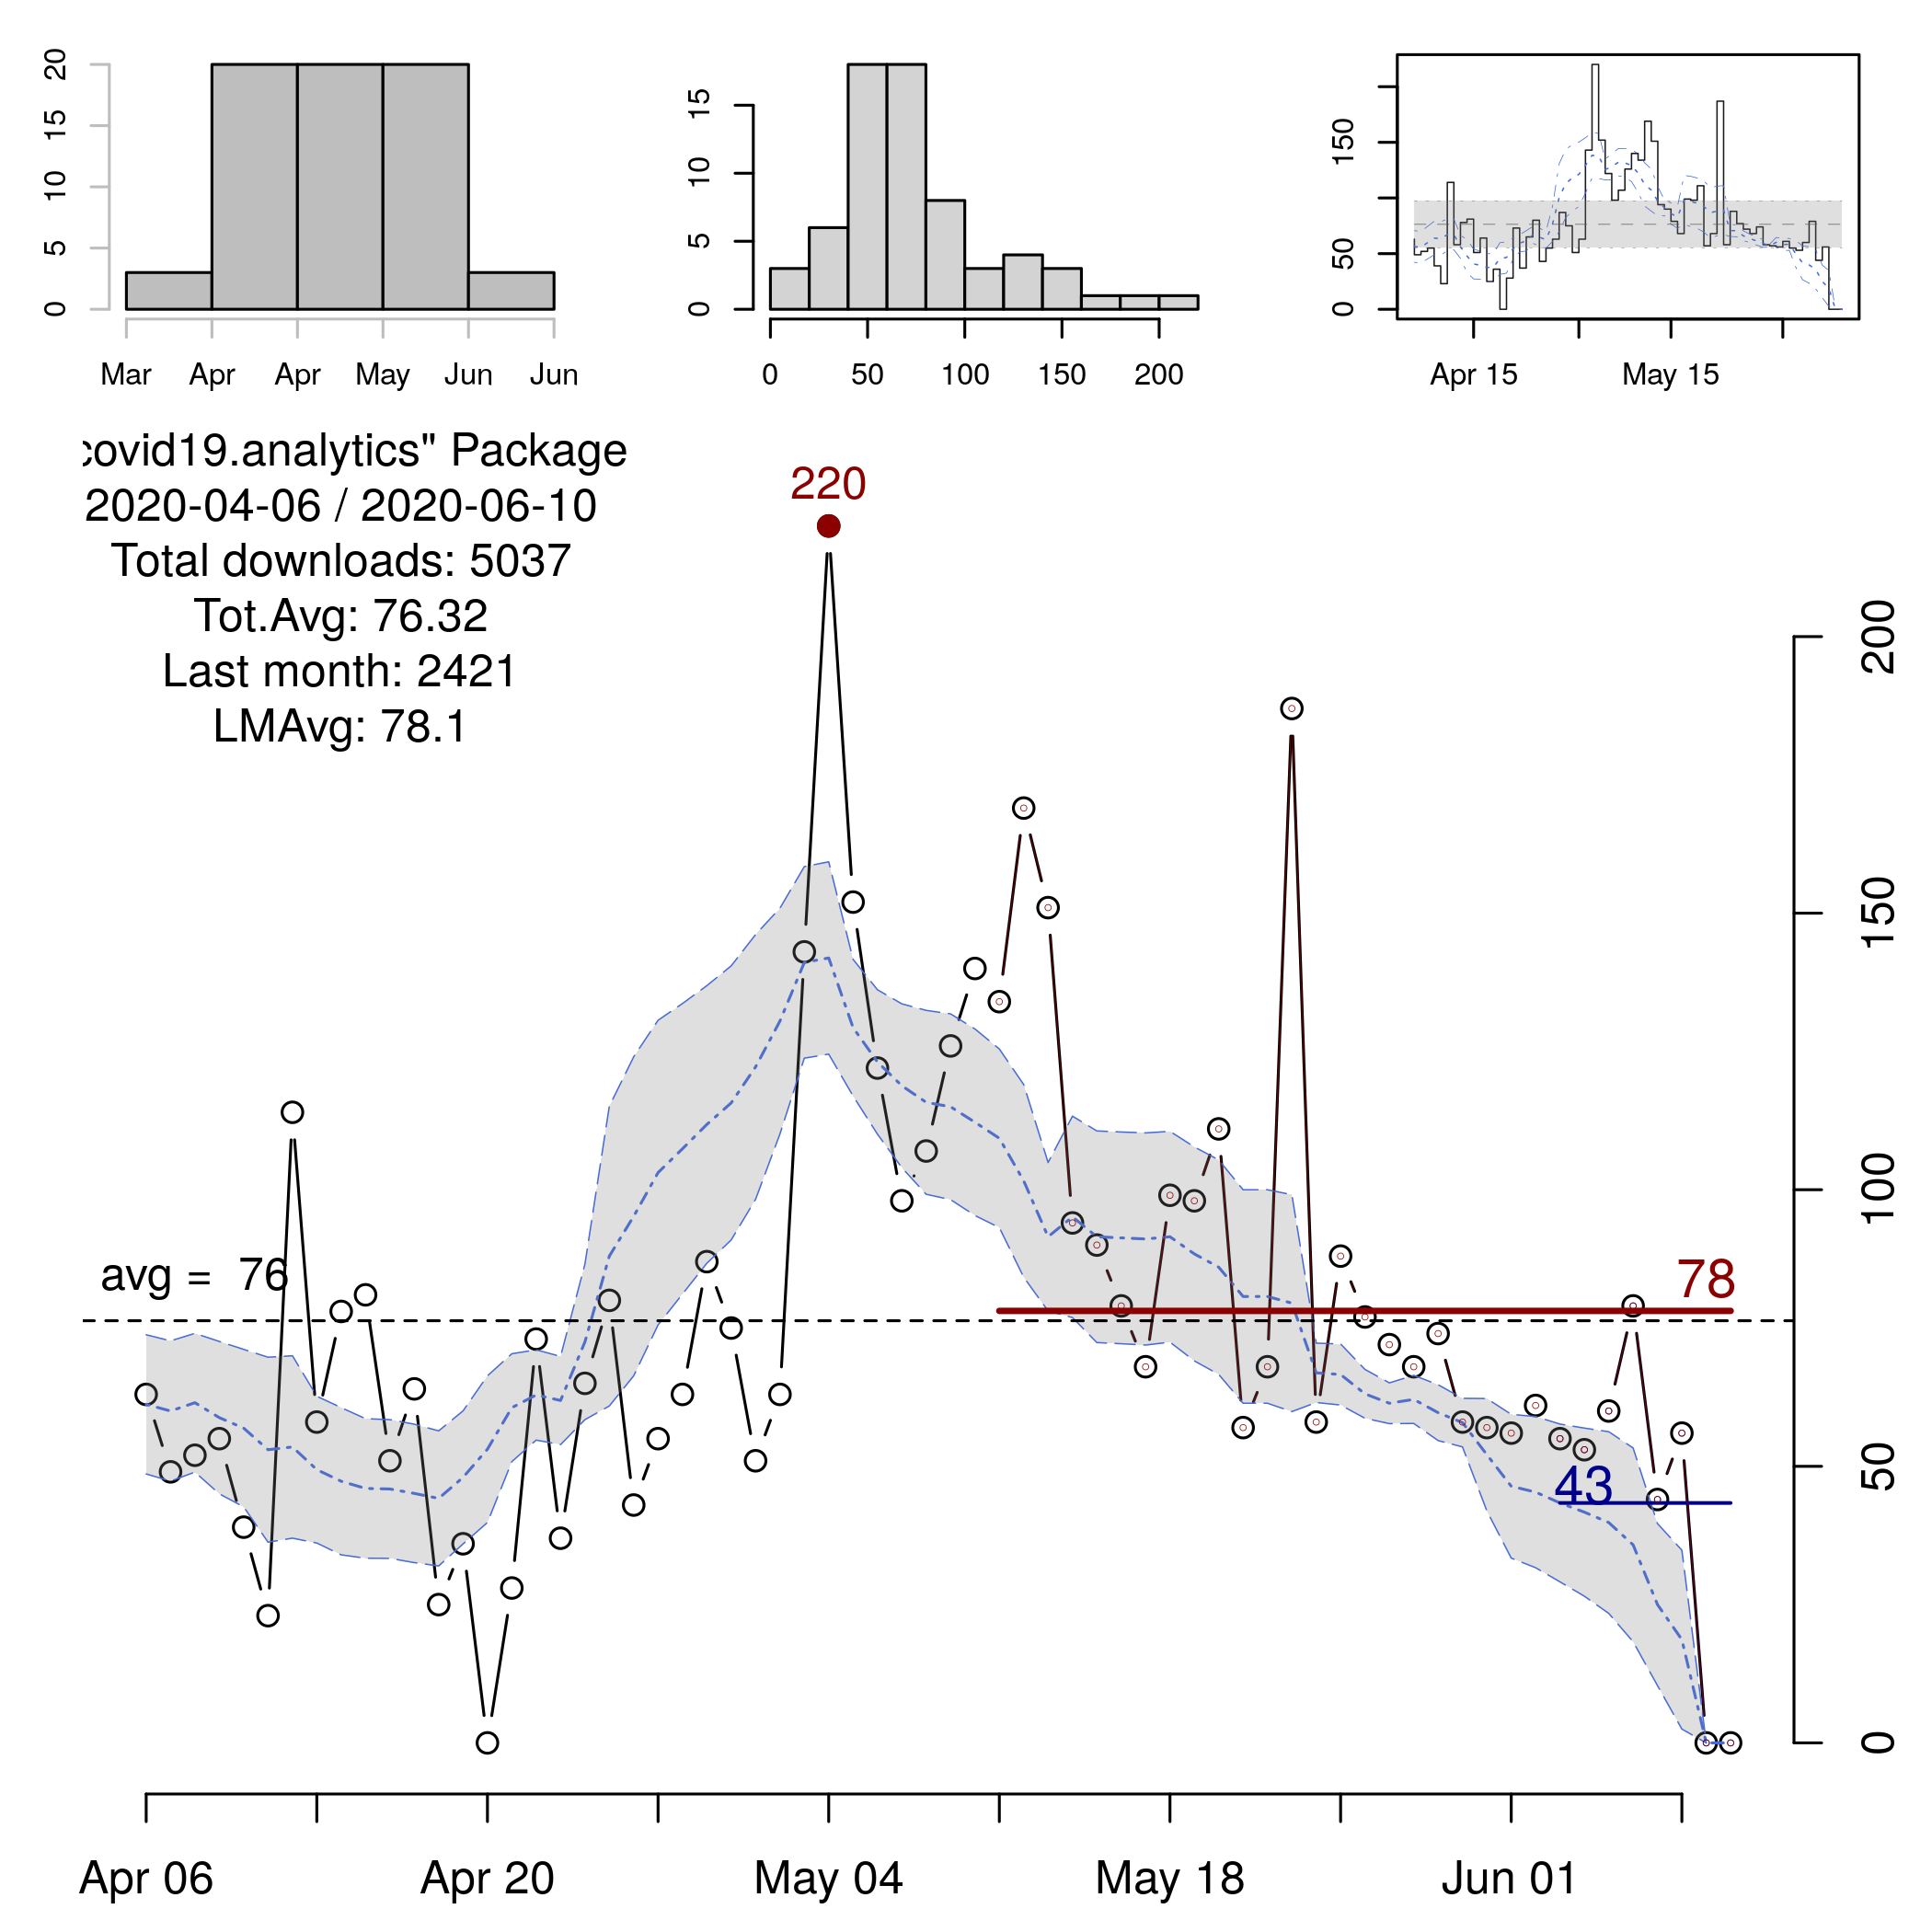 20
15
10
5
0
Mar Apr Apr May Jun Jun
15
10
5
0
0 50 100 150 200
150
50
0
Apr 15 May 15
covid19.analytics" Package
2020-04-06 / 2020-06-10
Total downloads: 5037
Tot.Avg: 76.32
Last month: 2421
LMAvg: 78.1
220
200
150
100
50
0
avg = 76
78
43
Apr 06 Apr 20 May 04 May 18 Jun 01